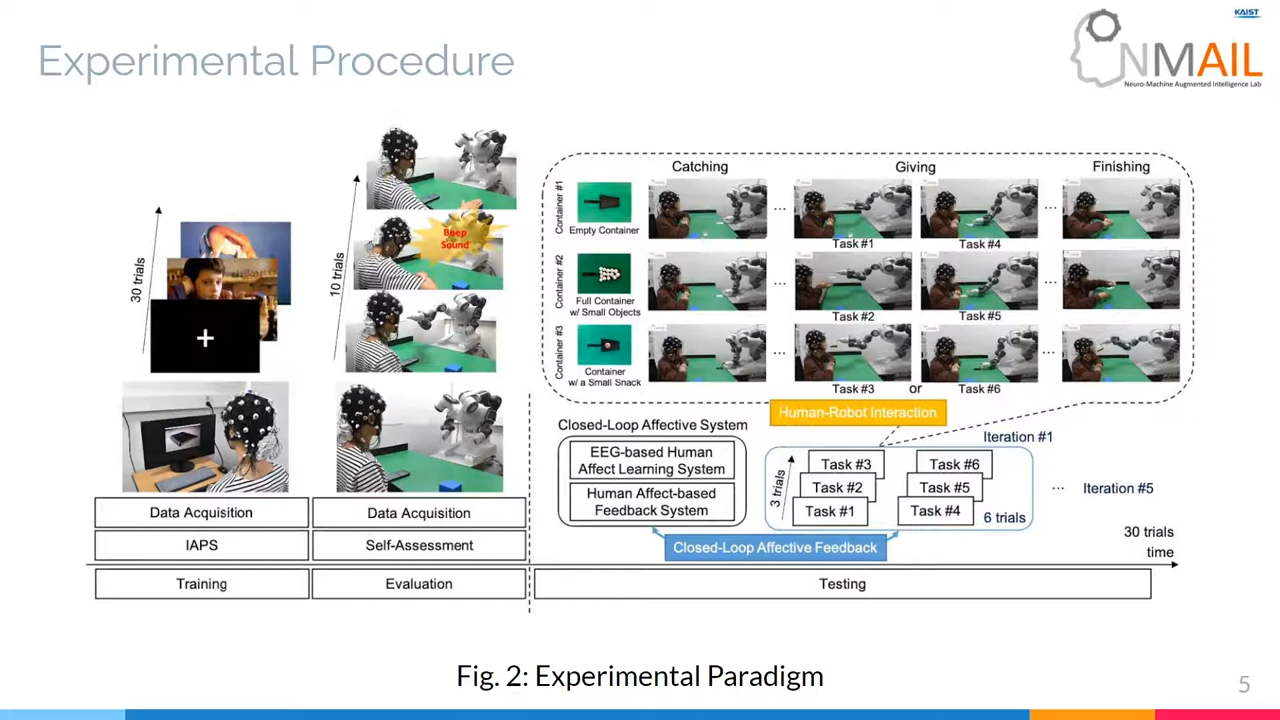 KAIST
Experimental Procedure
NMAIL
Neuro-Machine Augmented Intelligence Lab
30 trials
10 trials
Beep
Sound
Catching
Giving
Finishing
Container #1
Empty Container
...
Task #1
Task #4
...
Container #2
Full Container
w/ Small Objects
...
Task #2
Task #5
...
Container #3
Container
w/ a Small Snack
...
Task #3
or
Task #6
...
Human-Robot Interaction
Closed-Loop Affective System
EEG-based Human
Affect Learning System
Human Affect-based
Feedback System
Iteration #1
3 trials
Task #3
Task #2
Task #1
Task #6
Task #5
Task #4
6 trials
... Iteration #5
Closed-Loop Affective Feedback
30 trials
time
Data Acquisition
Data Acquisition
IAPS
Self-Assessment
Training
Evaluation
Testing
Fig. 2: Experimental Paradigm
5